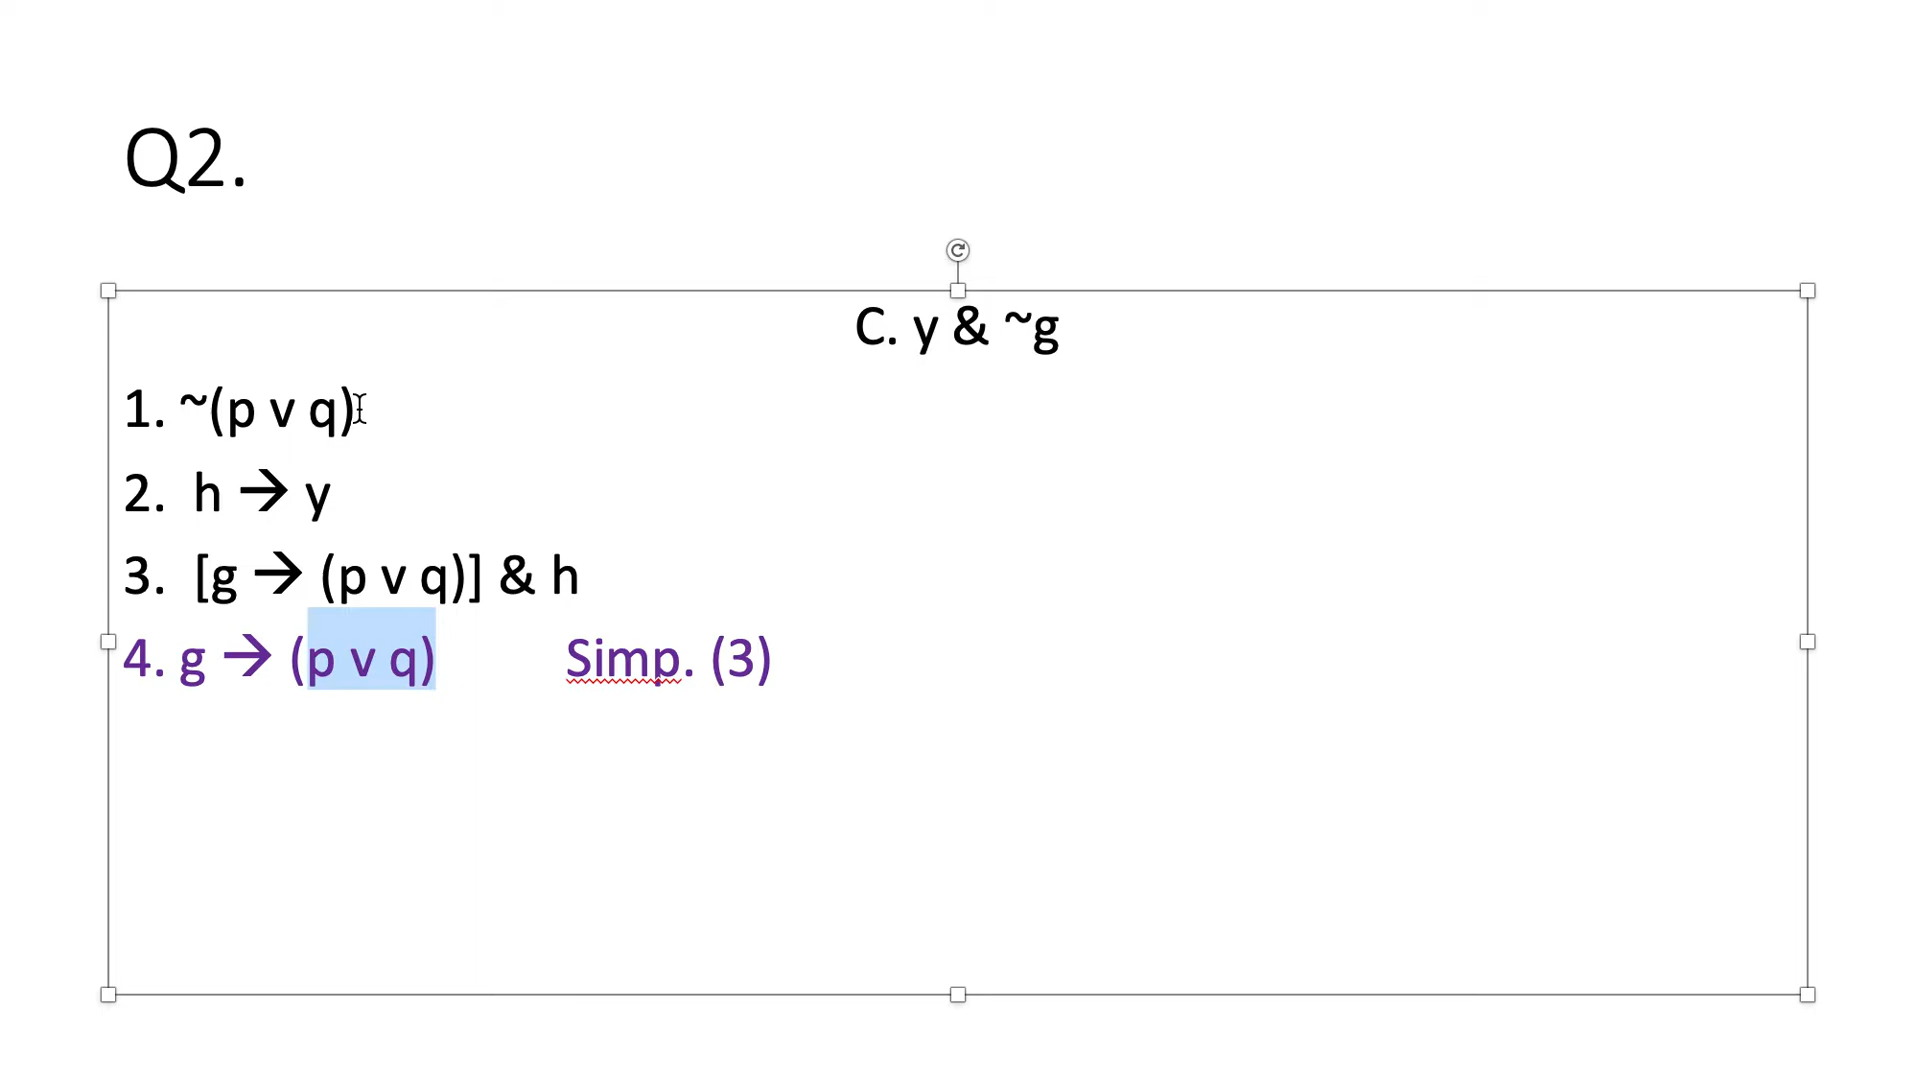 Q2.
C. y & ~g
1. ~(p v q)
2. h → y
3. [g → (p v q)] & h
4. g → (p v q) Simp. (3)